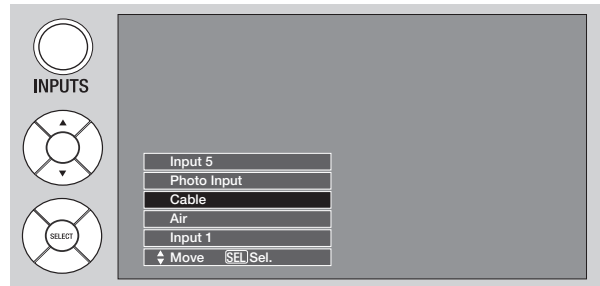 INPUTS
SELECT
Input 5
Photo Input
Cable
Air
Input 1
Move SEL Sel.